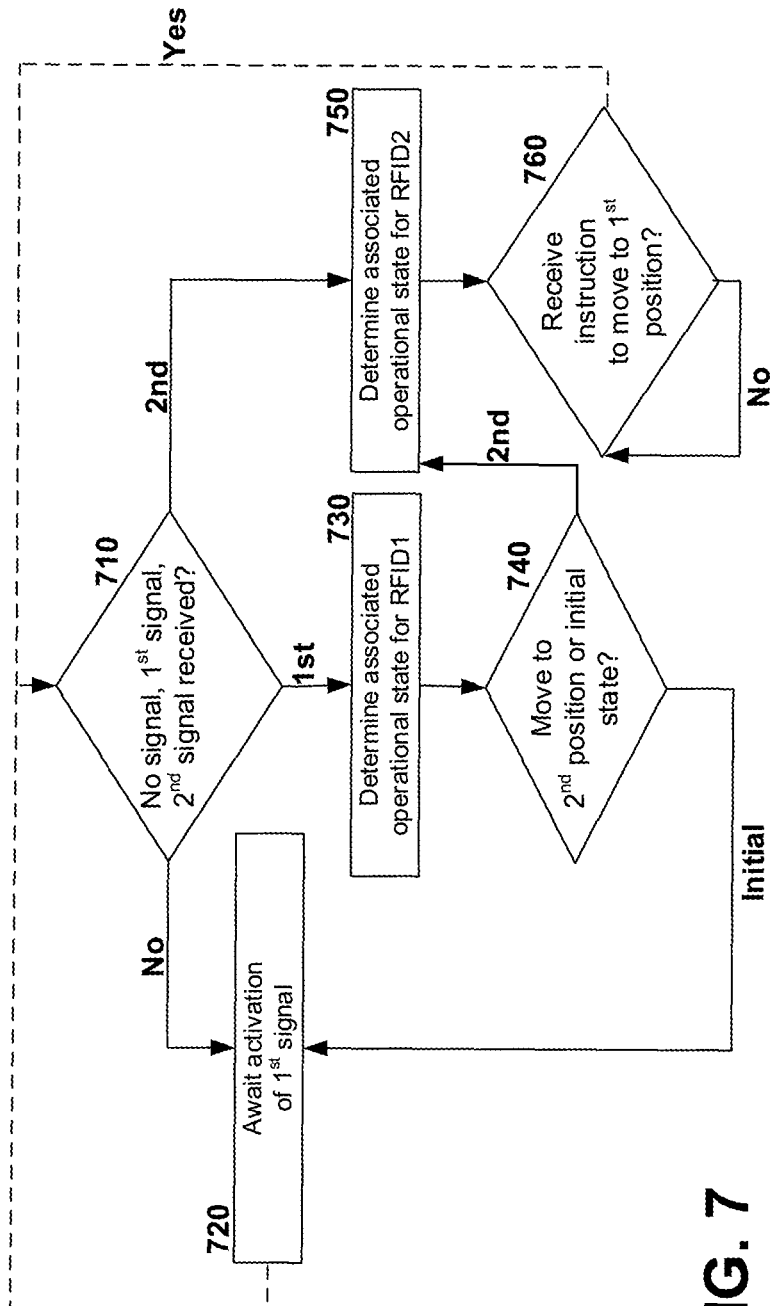 710
No signal, 1st signal,
2nd signal received?
No
1st
2nd
Yes
720
Await activation
of 1st signal
730
Determine associated
operational state for RFID1
750
Determine associated
operational state for RFID2
740
Move to
2nd position or initial
state?
2nd
Initial
760
Receive
instruction
to move to 1st
position?
No
IG. 7